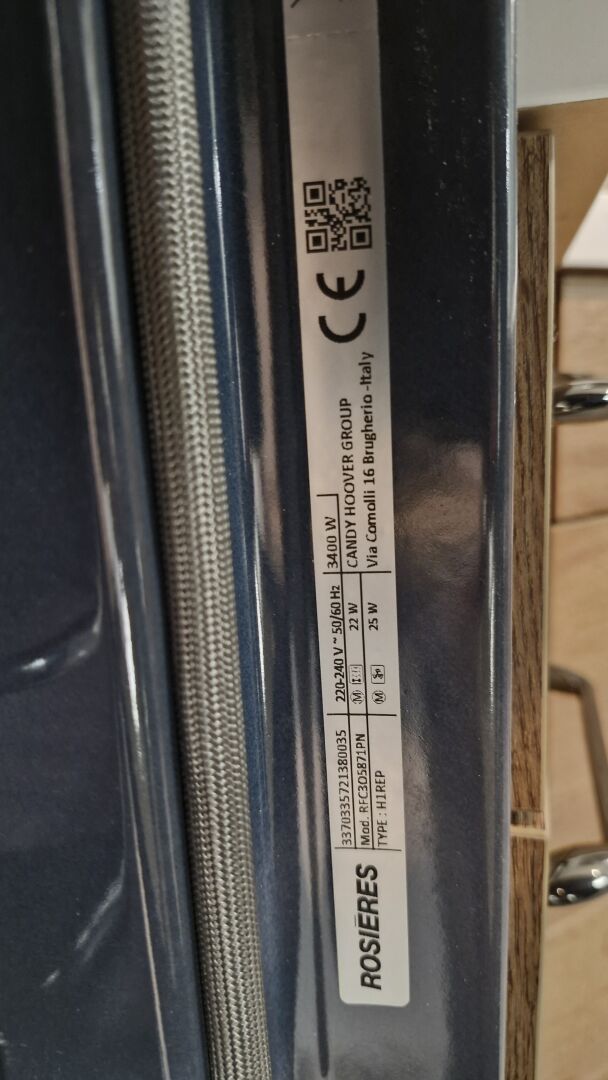 ROSIÈRES
3370335721380035
Mod. RFC3O5871PN
TYPE : H1REP
220-240 V ~ 50/60 Hz
M 22 W
M 25 W
3400 W
CANDY HOOVER GROUP
Via Comolli 16 Brugherio -Italy
CE